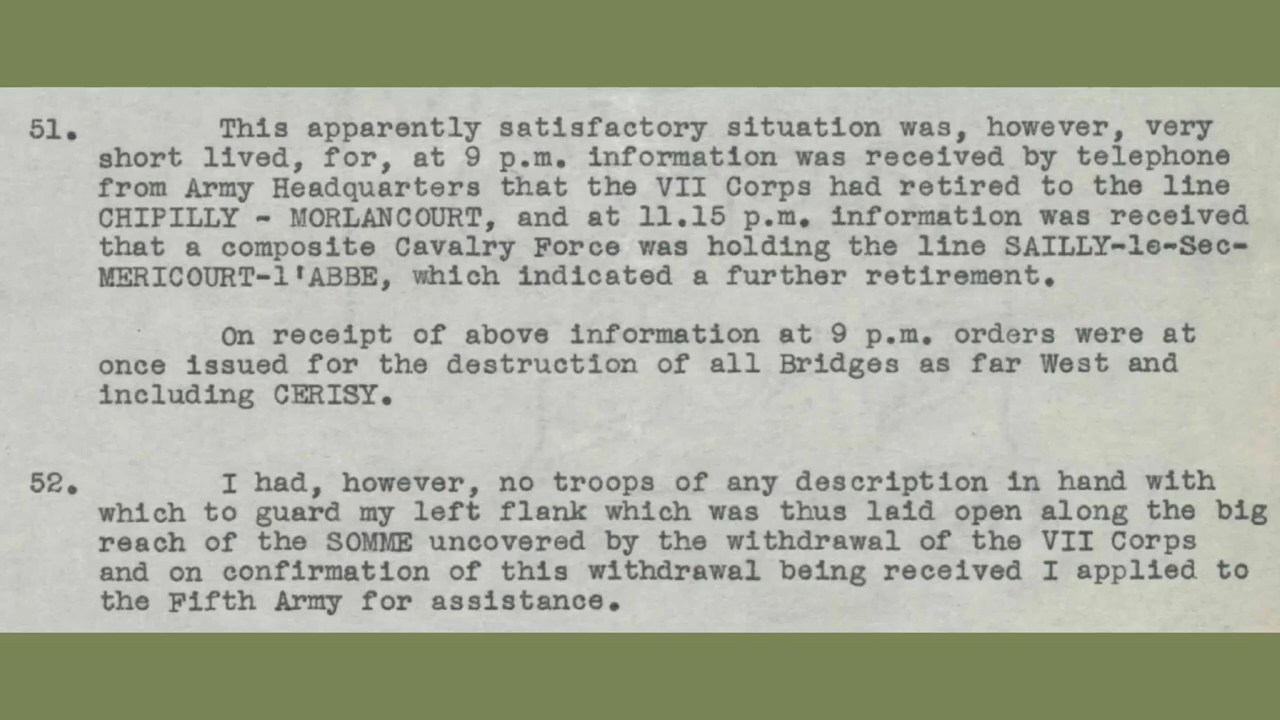 51. This apparently satisfactory situation was, however, very
short lived, for, at 9 p.m. information was received by telephone
from Army Headquarters that the VII Corps had retired to the line
CHIPILLY - MORLANCOURT, and at 11.15 p.m. information was received
that a composite Cavalry Force was holding the line SAILLY-le-Sec-
MERICOURT-l'ABBE, which indicated a further retirement.
On receipt of above information at 9 p.m. orders were at
once issued for the destruction of all Bridges as far West and
including CERISY.
52. I had, however, no troops of any description in hand with
which to guard my left flank which was thus laid open along the big
reach of the SOMME uncovered by the withdrawal of the VII Corps
and on confirmation of this withdrawal being received I applied to
the Fifth Army for assistance.